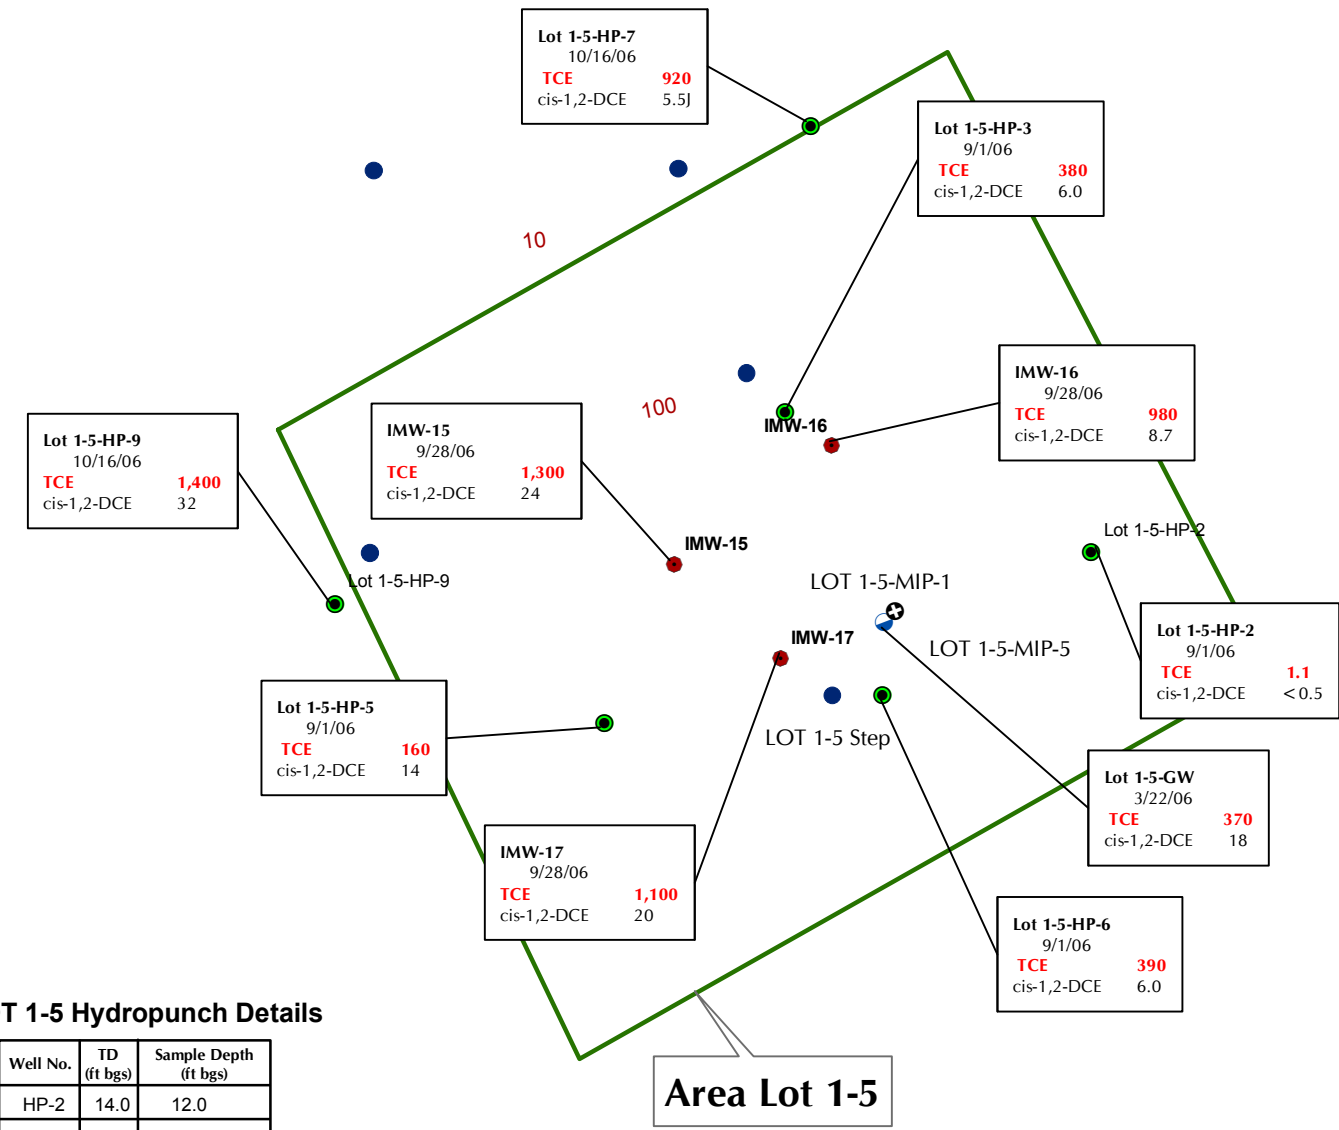 Lot 1-5-HP-7
10/16/06
TCE 920
cis-1,2-DCE 5.5J
Lot 1-5-HP-3
9/1/06
TCE 380
cis-1,2-DCE 6.0
10
100
IMW-16
IMW-16
9/28/06
TCE 980
cis-1,2-DCE 8.7
Lot 1-5-HP-9
10/16/06
TCE 1,400
cis-1,2-DCE 32
IMW-15
9/28/06
TCE 1,300
cis-1,2-DCE 24
Lot 1-5-HP-2
IMW-15
Lot 1-5-HP-9
LOT 1-5-MIP-1
IMW-17
LOT 1-5-MIP-5
Lot 1-5-HP-2
9/1/06
TCE 1.1
cis-1,2-DCE < 0.5
Lot 1-5-HP-5
9/1/06
TCE 160
cis-1,2-DCE 14
LOT 1-5 Step
Lot 1-5-GW
3/22/06
TCE 370
cis-1,2-DCE 18
IMW-17
9/28/06
TCE 1,100
cis-1,2-DCE 20
Lot 1-5-HP-6
9/1/06
TCE 390
cis-1,2-DCE 6.0
T 1-5 Hydropunch Details
Well No. TD (ft bgs) Sample Depth (ft bgs)
HP-2 14.0 12.0
Area Lot 1-5